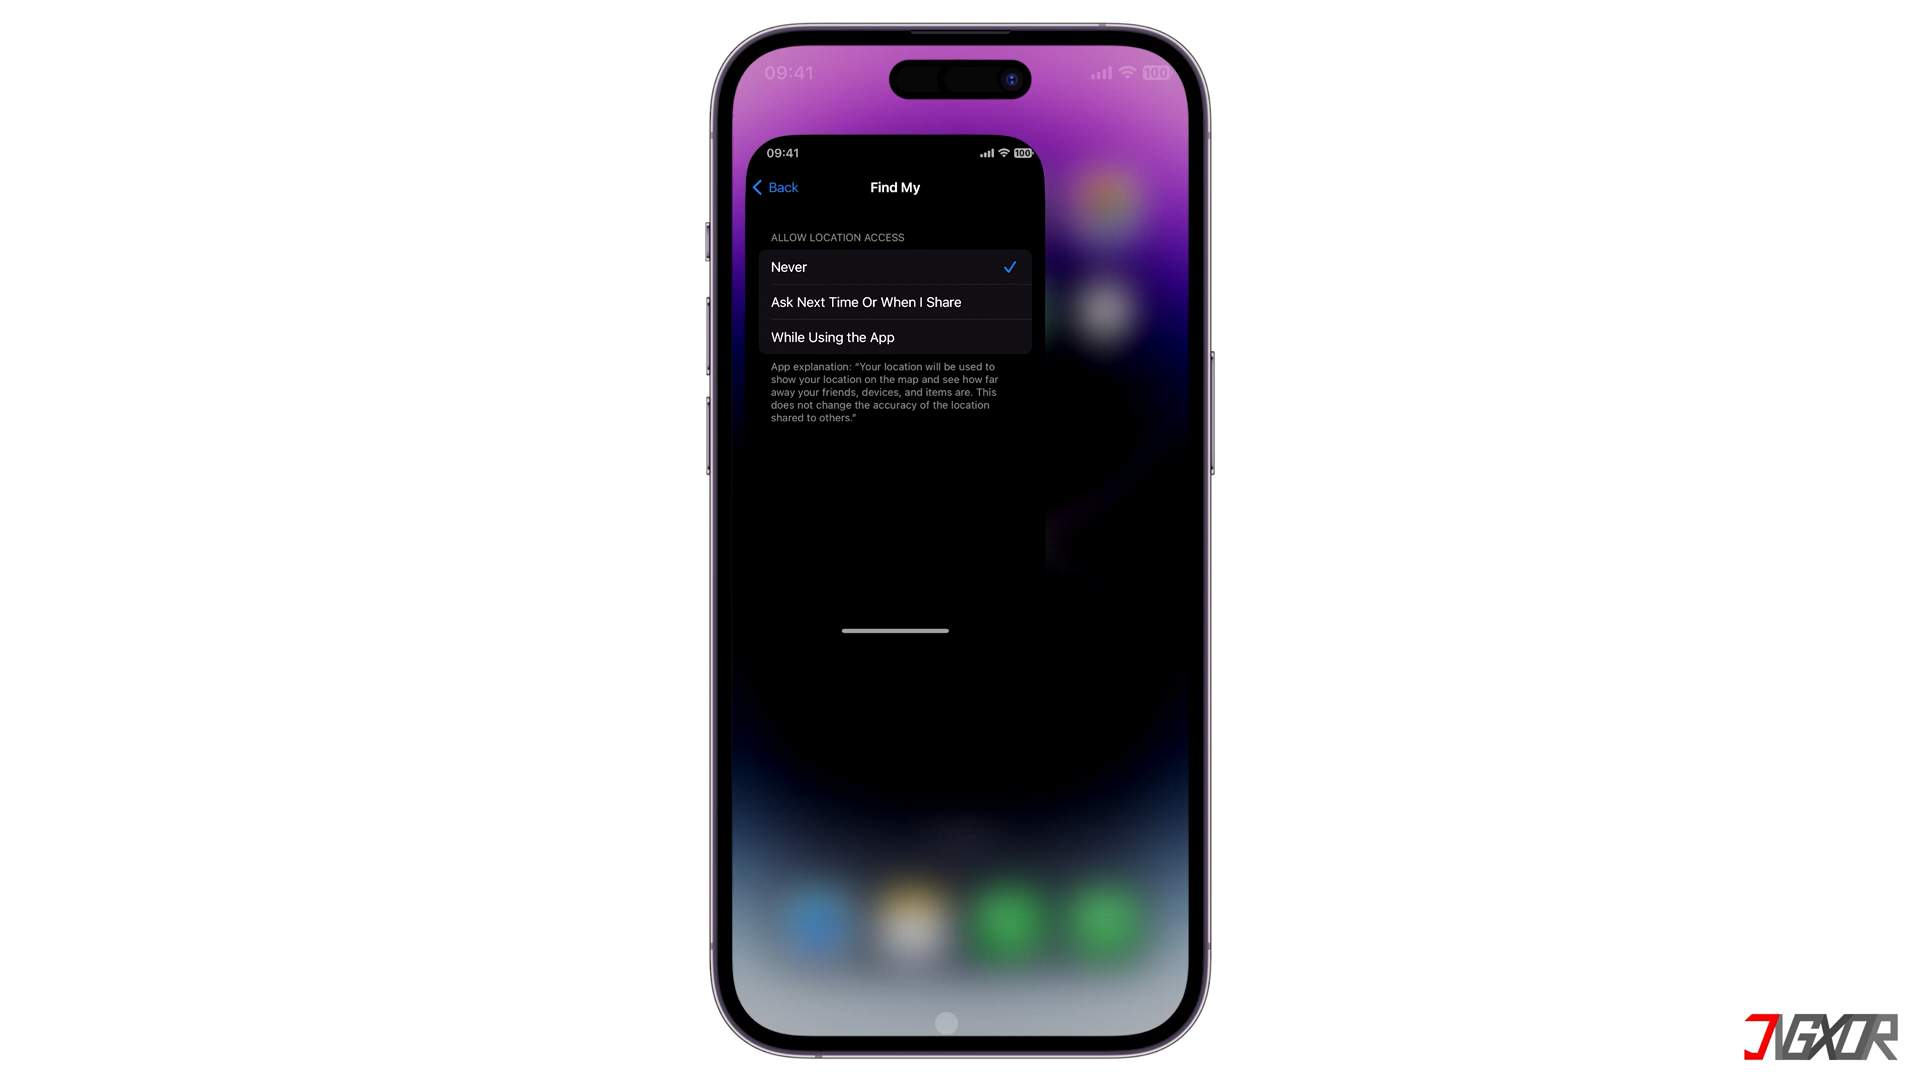 09:41
100
09:41
100
Back
Find My
ALLOW LOCATION ACCESS
Never
Ask Next Time Or When I Share
While Using the App
App explanation: “Your location will be used to
show your location on the map and see how far
away your friends, devices, and items are. This
does not change the accuracy of the location
shared to others.”
JVGXOR